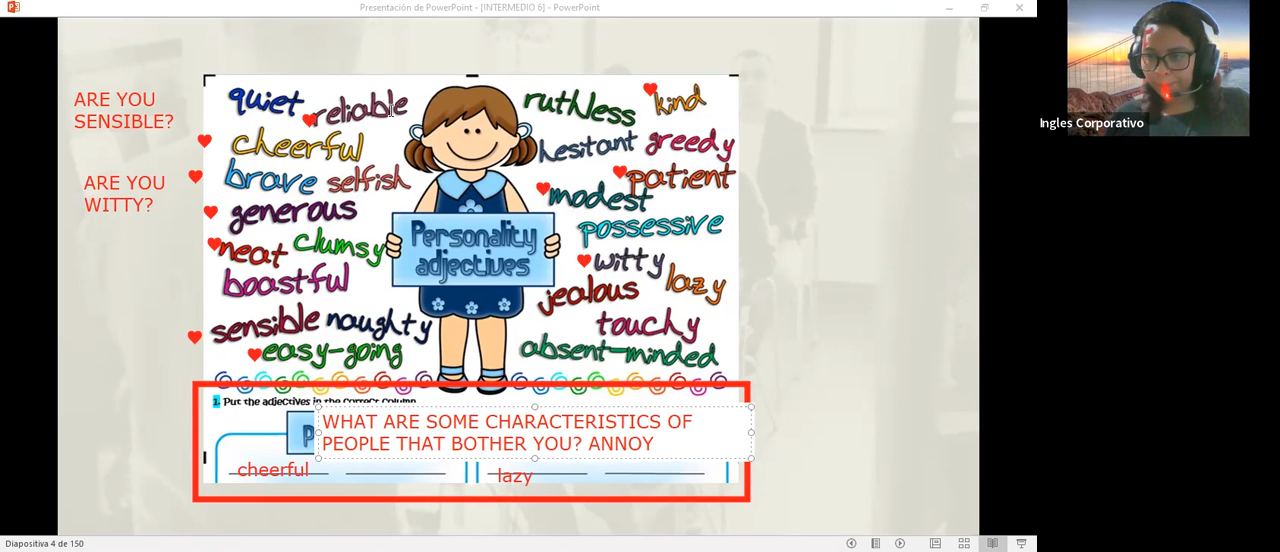 Presentación de PowerPoint - [INTERMEDIO 6] - PowerPoint
ARE YOU
SENSIBLE?
ARE YOU
WITTY?
quiet reliable
cheerful
brave selfish
generous
neat clumsy
boastful
sensible naughty
easy-going
Personality
adjectives
ruthless kind
hesitant greedy
patient
modest
possessive
witty lazy
jealous
touchy
absent-minded
1. Put the adjectives in the correct column
WHAT ARE SOME CHARACTERISTICS OF
PEOPLE THAT BOTHER YOU? ANNOY
cheerful
lazy
Diapositiva 4 de 150
Ingles Corporativo